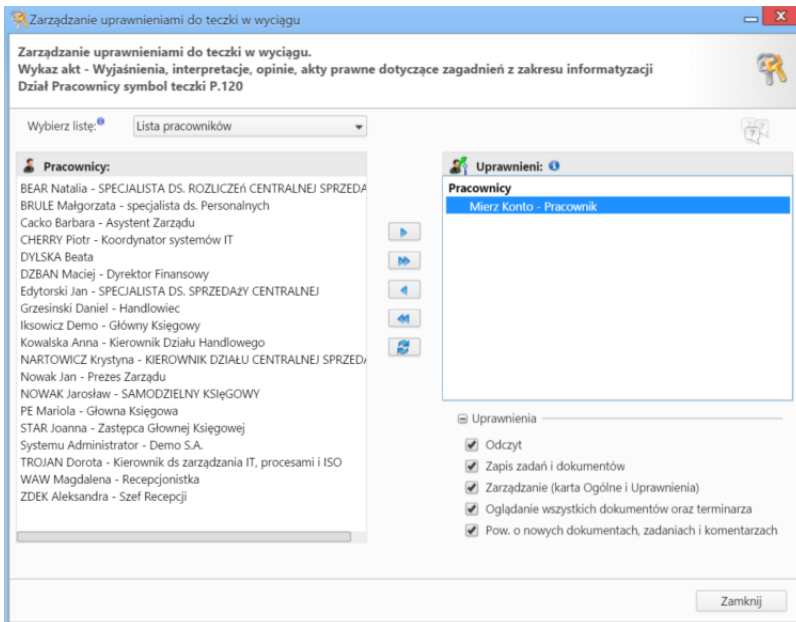 Zarządzanie uprawnieniami do teczki w wyciągu
Zarządzanie uprawnieniami do teczki w wyciągu.
Wykaz akt - Wyjaśnienia, interpretacje, opinie, akty prawne dotyczące zagadnień z zakresu informatyzacji
Dział Pracownicy symbol teczki P.120
Wybierz listę:
Lista pracowników
Pracownicy:
BEAR Natalia - SPECJALISTA DS. ROZLICZEń CENTRALNEJ SPRZEDA
BRULE Małgorzata - specjalista ds. Personalnych
Cacko Barbara - Asystent Zarządu
CHERRY Piotr - Koordynator systemów IT
DYLSKA Beata
DZBAN Maciej - Dyrektor Finansowy
Edytorski Jan - SPECJALISTA DS. SPRZEDAżY CENTRALNEJ
Grzesinski Daniel - Handlowiec
Iksowicz Demo - Główny Księgowy
Kowalska Anna - Kierownik Działu Handlowego
NARTOWICZ Krystyna - KIEROWNIK DZIAŁU CENTRALNEJ SPRZEDA
Nowak Jan - Prezes Zarządu
NOWAK Jarosław - SAMODZIELNY KSIęGOWY
PE Mariola - Głowna Księgowa
STAR Joanna - Zastępca Głownej Księgowej
Systemu Administrator - Demo S.A.
TROJAN Dorota - Kierownik ds zarządzania IT, procesami i ISO
WAW Magdalena - Recepcjonistka
ZDEK Aleksandra - Szef Recepcji
Uprawnieni:
Pracownicy
Mierz Konto - Pracownik
Uprawnienia
Odczyt
Zapis zadań i dokumentów
Zarządzanie (karta Ogólne i Uprawnienia)
Oglądanie wszystkich dokumentów oraz terminarza
Pow. o nowych dokumentach, zadaniach i komentarzach
Zamknij